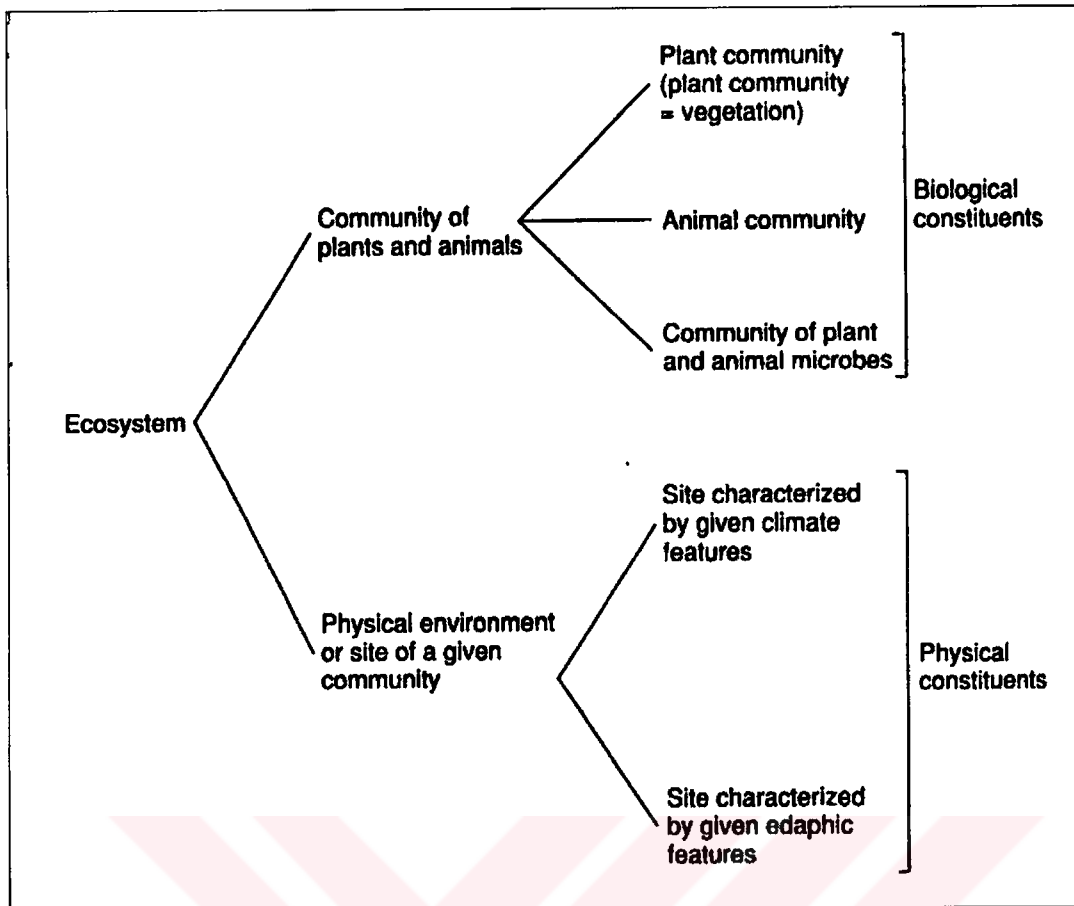 Plant community
(plant community
= vegetation)
Biological
constituents
Community of
plants and animals
Animal community
Community of plant
and animal microbes
Ecosystem
Site characterized
by given climate
features
Physical environment
or site of a given
community
Physical
constituents
Site characterized
by given edaphic
features